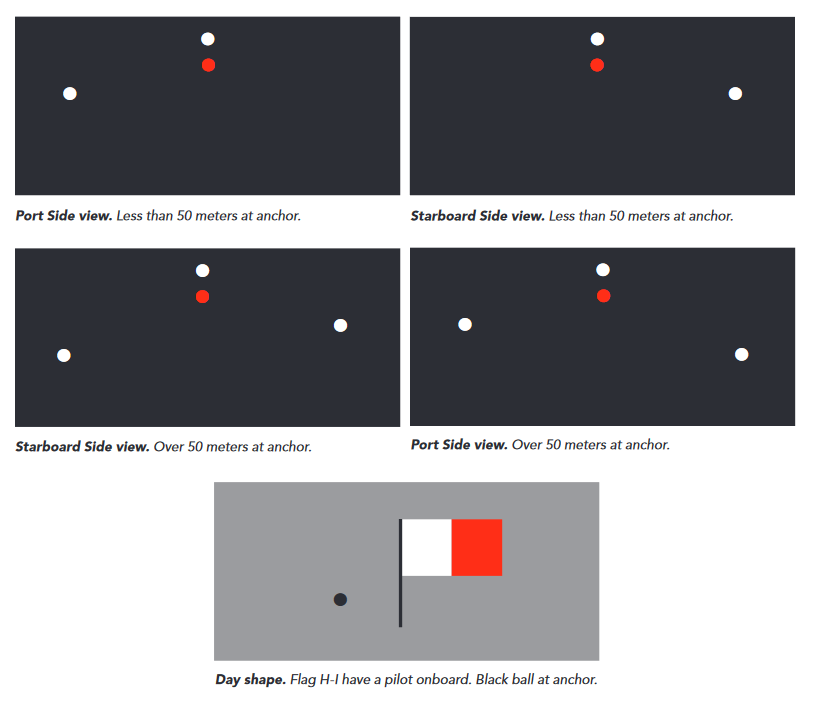 Port Side view. Less than 50 meters at anchor.
Starboard Side view. Less than 50 meters at anchor.
Starboard Side view. Over 50 meters at anchor.
Port Side view. Over 50 meters at anchor.
Day shape. Flag H-I have a pilot onboard. Black ball at anchor.